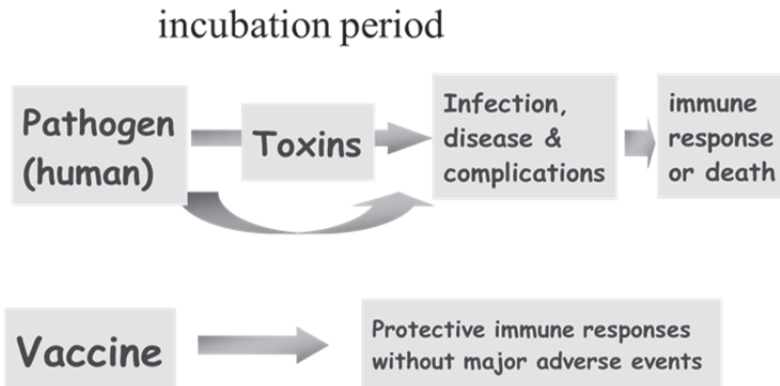 incubation period
Pathogen
(human)
Toxins
Infection,
disease &
complications
immune
response
or death
Vaccine
Protective immune responses
without major adverse events